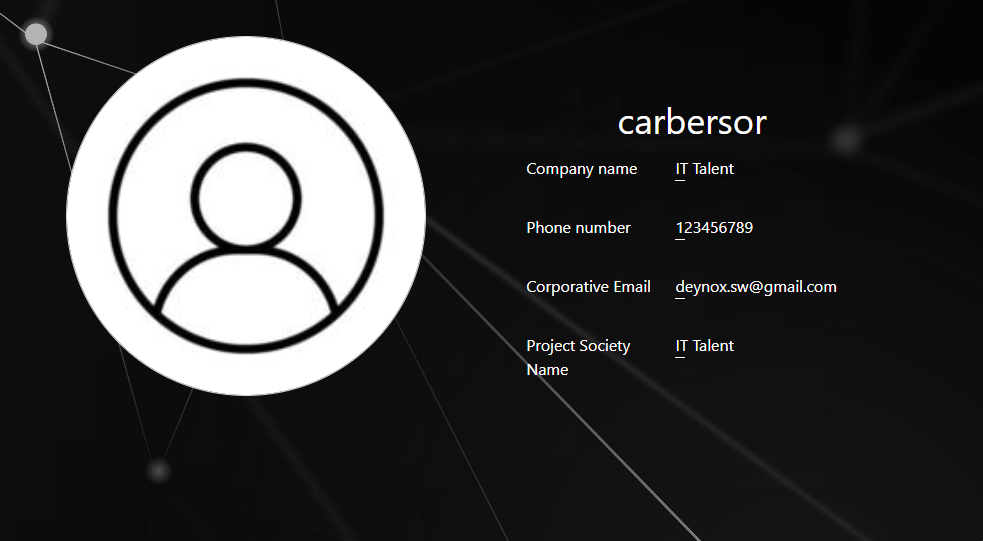 carbersor
Company name IT Talent
Phone number 123456789
Corporative Email deynox.sw@gmail.com
Project Society IT Talent
Name